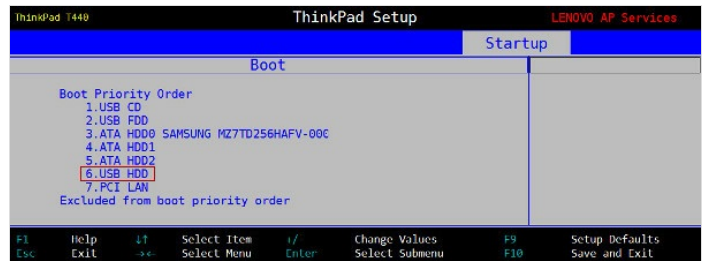 ThinkPad T440 ThinkPad Setup LENOVO AP Services
Startup
Boot
Boot Priority Order
1.USB CD
2.USB FDD
3.ATA HDD0 SAMSUNG MZ7TD256HAFV-00C
4.ATA HDD1
5.ATA HDD2
6.USB HDD
7.PCI LAN
Excluded from boot priority order
F1 Help ↑↓ Select Item +/ Change Values F9 Setup Defaults
Esc Exit →← Select Menu Enter Select Submenu F10 Save and Exit